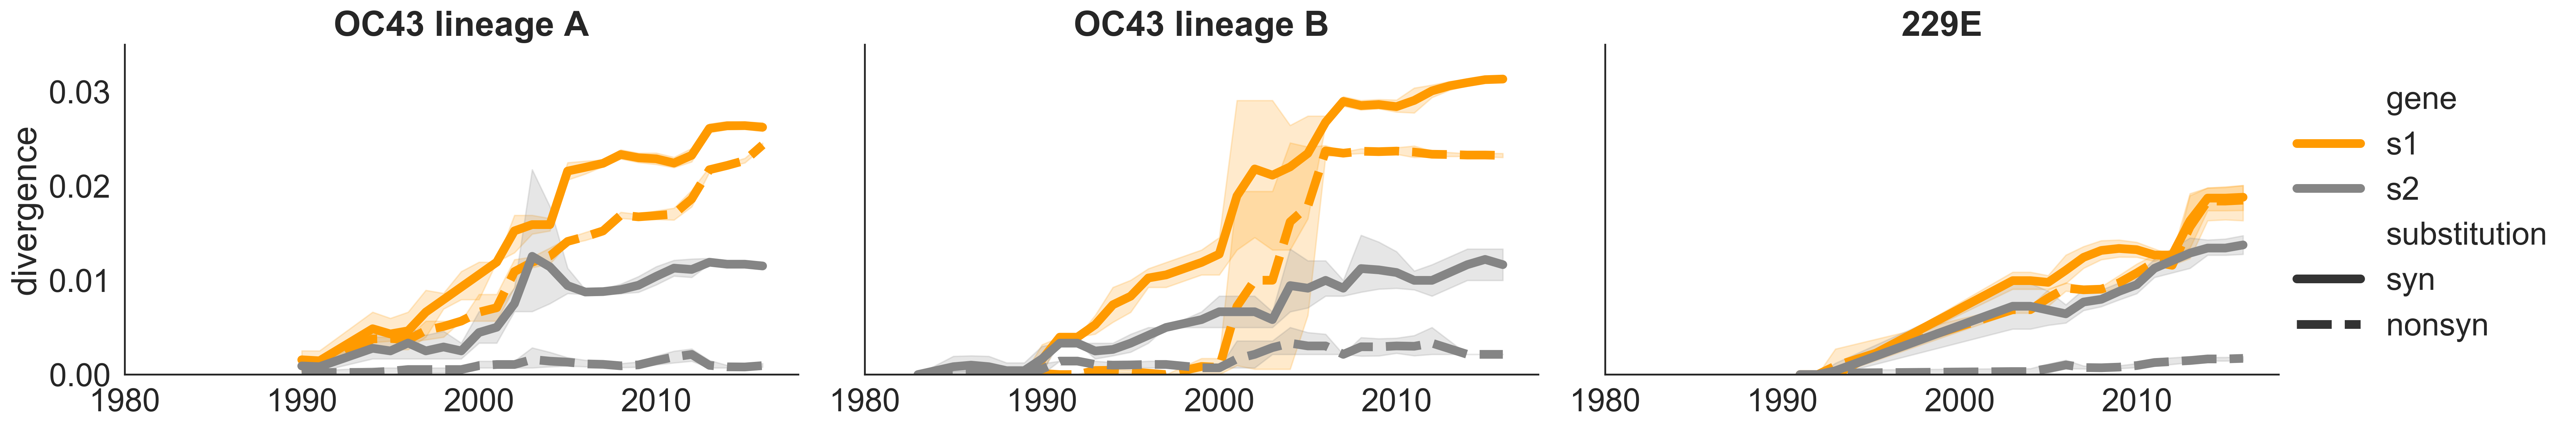 OC43 lineage A
OC43 lineage B
229E
divergence
0.03
0.02
0.01
0.00
1980
1990
2000
2010
1980
1990
2000
2010
1980
1990
2000
2010
gene
s1
s2
substitution
syn
nonsyn